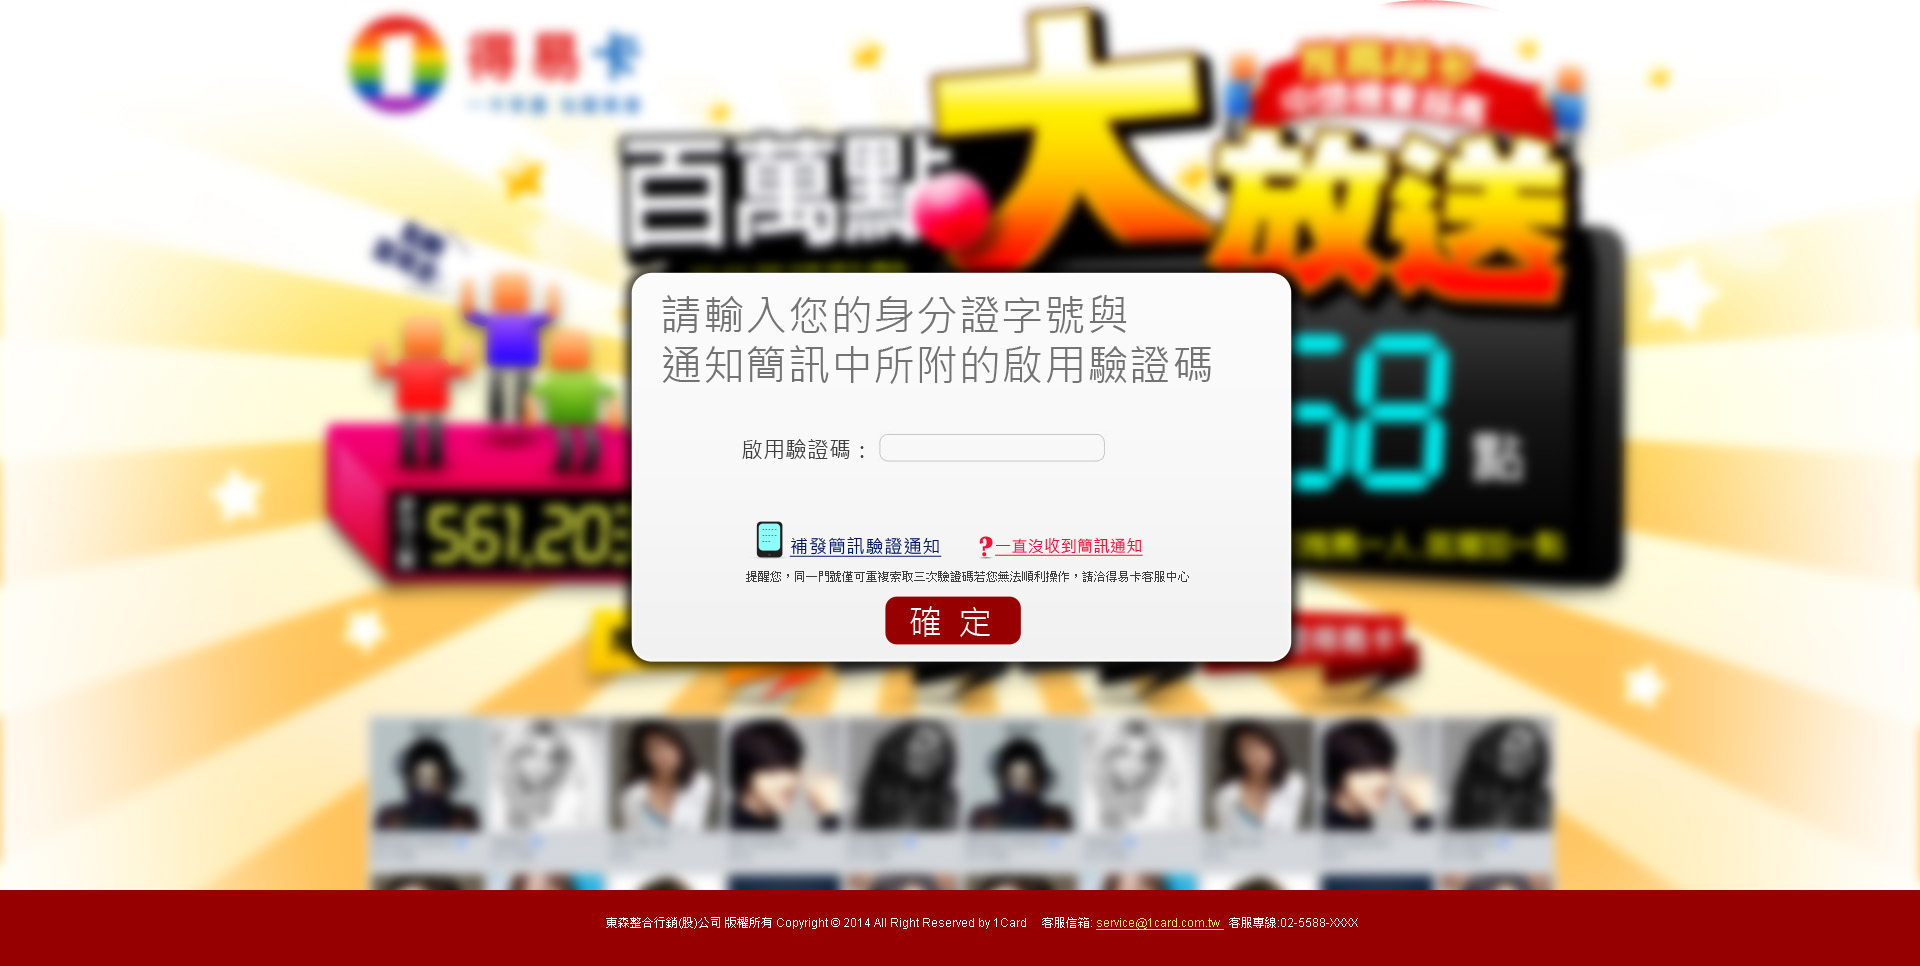 得易卡
百萬點
大
放送
請輸入您的身分證字號與
通知簡訊中所附的啟用驗證碼
58 點
啟用驗證碼：
561,203
補發簡訊驗證通知 ?一直沒收到簡訊通知
提醒您，同一門號僅可重複索取三次驗證碼若您無法順利操作，請洽得易卡客服中心
確 定
東森整合行銷(股)公司 版權所有 Copyright © 2014 All Right Reserved by 1Card 客服信箱: service@1card.com.tw 客服專線:02-5588-XXXX